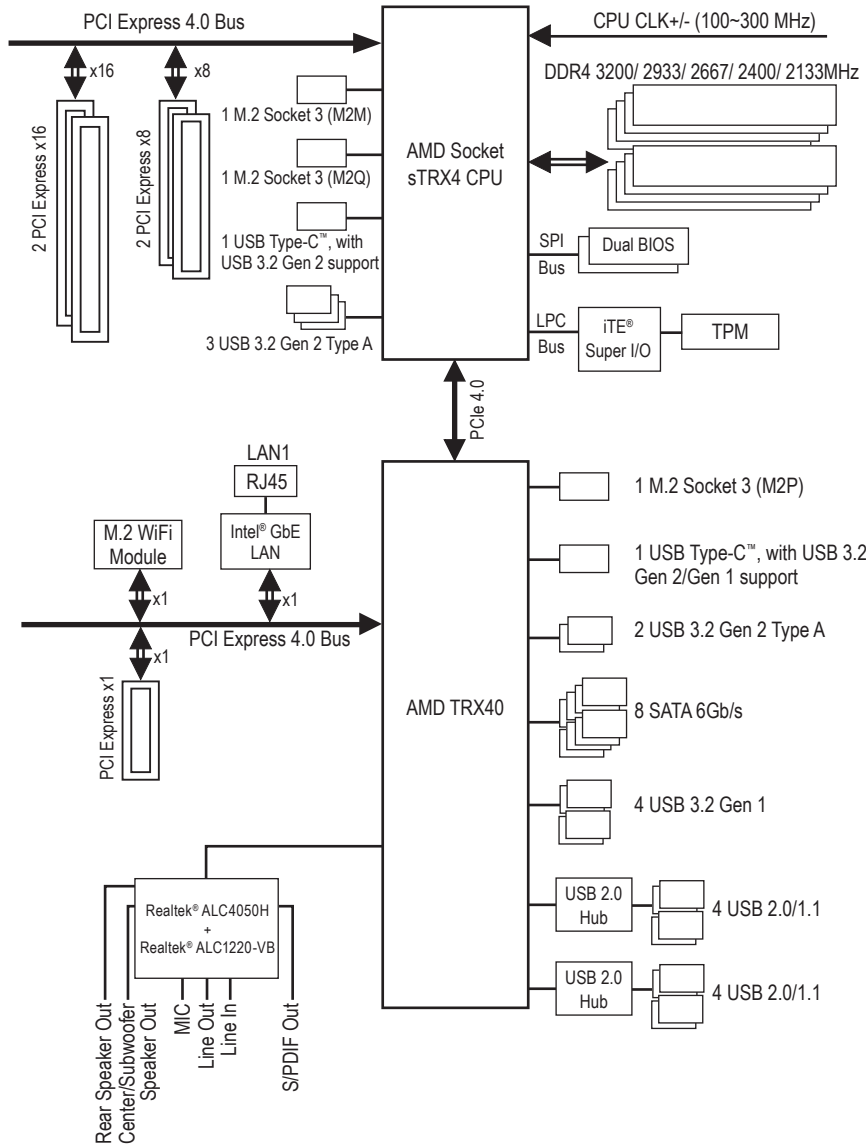 PCI Express 4.0 Bus
CPU CLK+/- (100~300 MHz)
x16
x8
DDR4 3200/ 2933/ 2667/ 2400/ 2133MHz
2 PCI Express x16
2 PCI Express x8
1 M.2 Socket 3 (M2M)
1 M.2 Socket 3 (M2Q)
1 USB Type-C™, with
USB 3.2 Gen 2 support
3 USB 3.2 Gen 2 Type A
AMD Socket
sTRX4 CPU
SPI
Bus
Dual BIOS
LPC
Bus
iTE®
Super I/O
TPM
PCIe 4.0
LAN1
RJ45
Intel® GbE
LAN
M.2 WiFi
Module
x1
x1
PCI Express 4.0 Bus
x1
PCI Express x1
AMD TRX40
1 M.2 Socket 3 (M2P)
1 USB Type-C™, with USB 3.2
Gen 2/Gen 1 support
2 USB 3.2 Gen 2 Type A
8 SATA 6Gb/s
4 USB 3.2 Gen 1
USB 2.0
Hub
4 USB 2.0/1.1
USB 2.0
Hub
4 USB 2.0/1.1
Realtek® ALC4050H
+
Realtek® ALC1220-VB
Rear Speaker Out
Center/Subwoofer
Speaker Out
MIC
Line Out
Line In
S/PDIF Out